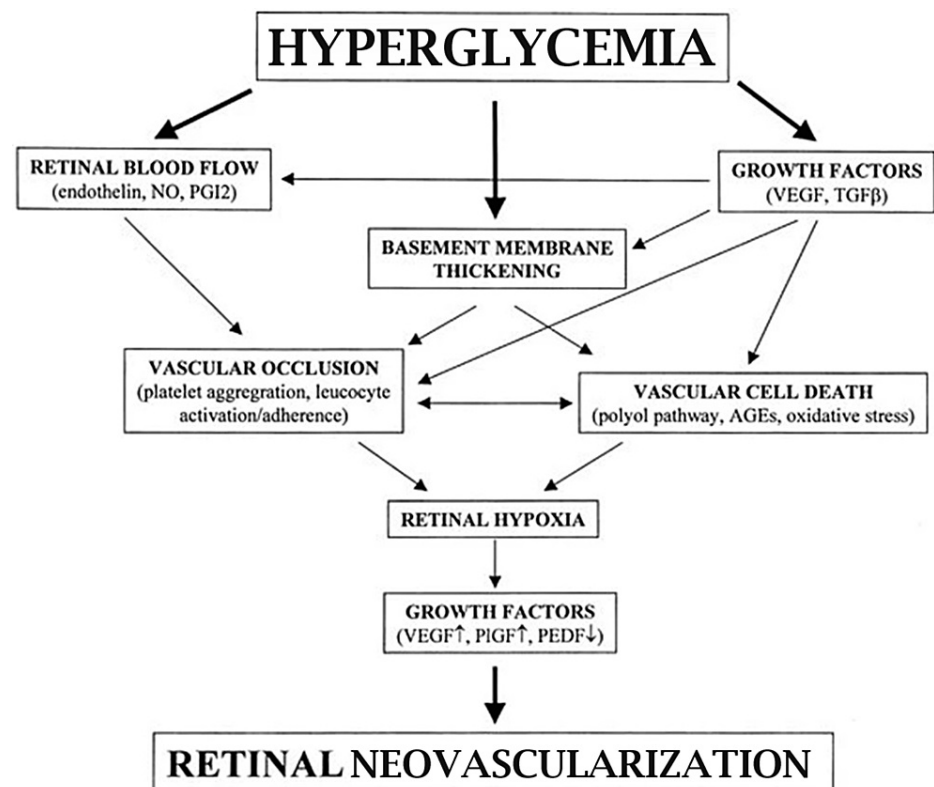 HYPERGLYCEMIA
RETINAL BLOOD FLOW
(endothelin, NO, PGI2)
GROWTH FACTORS
(VEGF, TGFβ)
BASEMENT MEMBRANE
THICKENING
VASCULAR OCCLUSION
(platelet aggregration, leucocyte
activation/adherence)
VASCULAR CELL DEATH
(polyol pathway, AGEs, oxidative stress)
RETINAL HYPOXIA
GROWTH FACTORS
(VEGF↑, PlGF↑, PEDF↓)
RETINAL NEOVASCULARIZATION